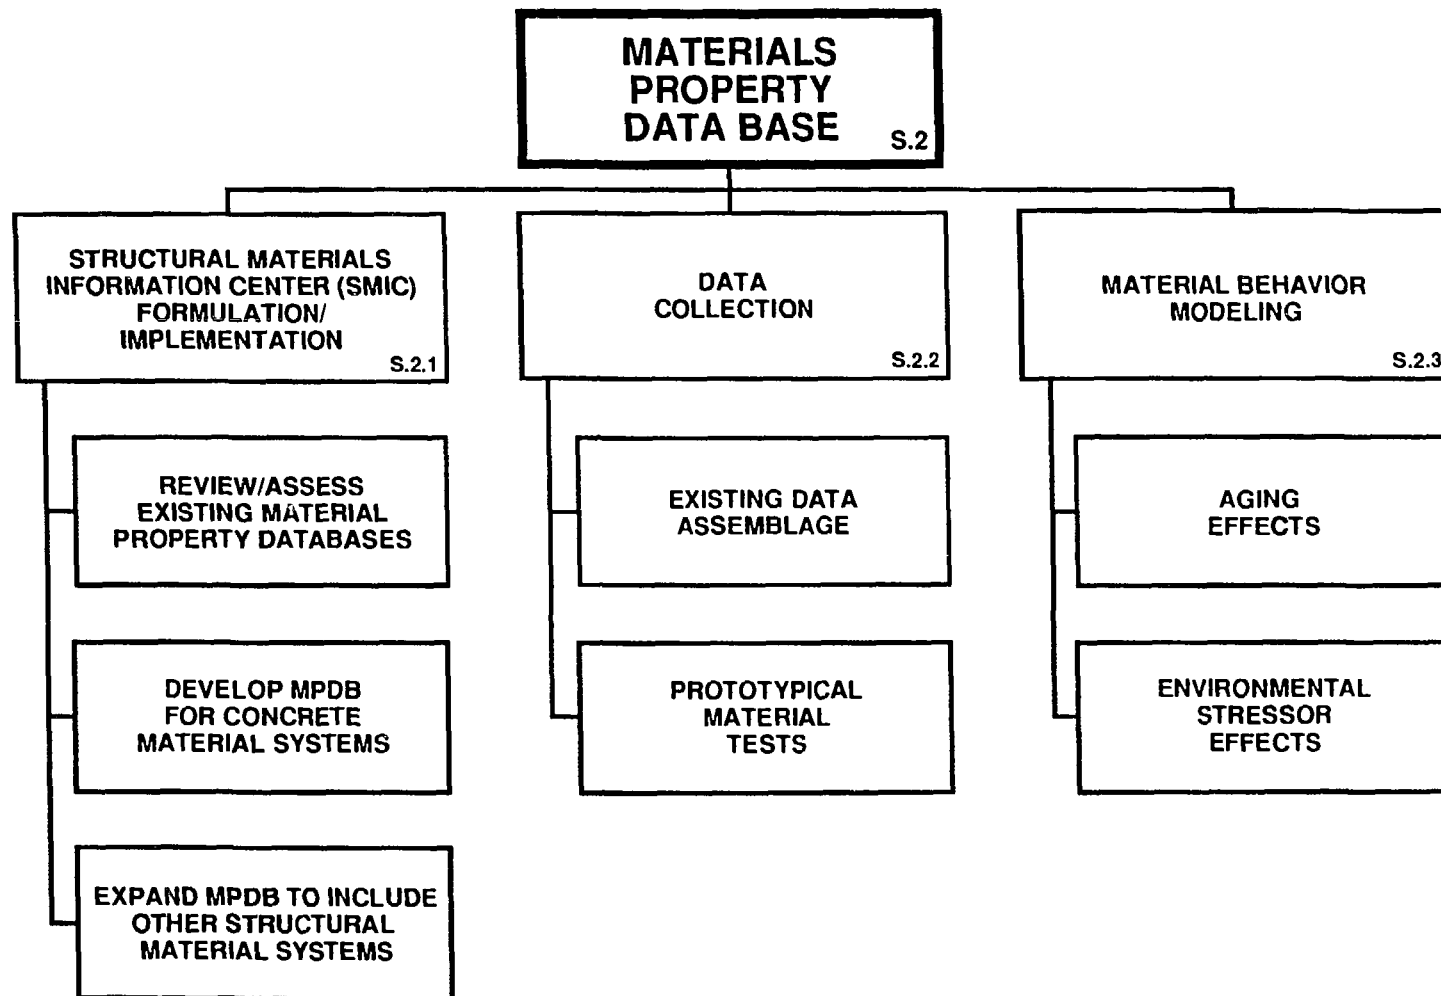 MATERIALS
PROPERTY
DATA BASE
S.2
STRUCTURAL MATERIALS
INFORMATION CENTER (SMIC)
FORMULATION/
IMPLEMENTATION
S.2.1
REVIEW/ASSESS
EXISTING MATERIAL
PROPERTY DATABASES
DEVELOP MPDB
FOR CONCRETE
MATERIAL SYSTEMS
EXPAND MPDB TO INCLUDE
OTHER STRUCTURAL
MATERIAL SYSTEMS
DATA
COLLECTION
S.2.2
EXISTING DATA
ASSEMBLAGE
PROTOTYPICAL
MATERIAL
TESTS
MATERIAL BEHAVIOR
MODELING
S.2.3
AGING
EFFECTS
ENVIRONMENTAL
STRESSOR
EFFECTS